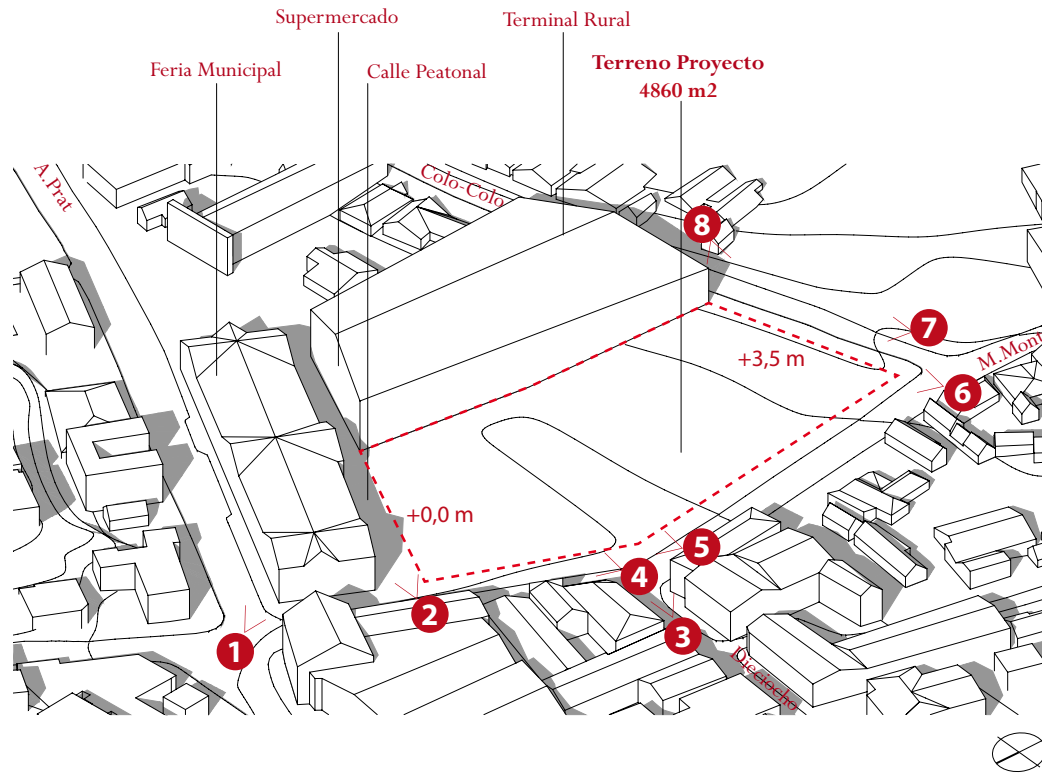 Supermercado
Terminal Rural
Feria Municipal
Calle Peatonal
Terreno Proyecto
4860 m2
A.Prat
Colo-Colo
8
7
M.Mont
+3,5 m
6
+0,0 m
5
4
2
3
1
Dieciocho